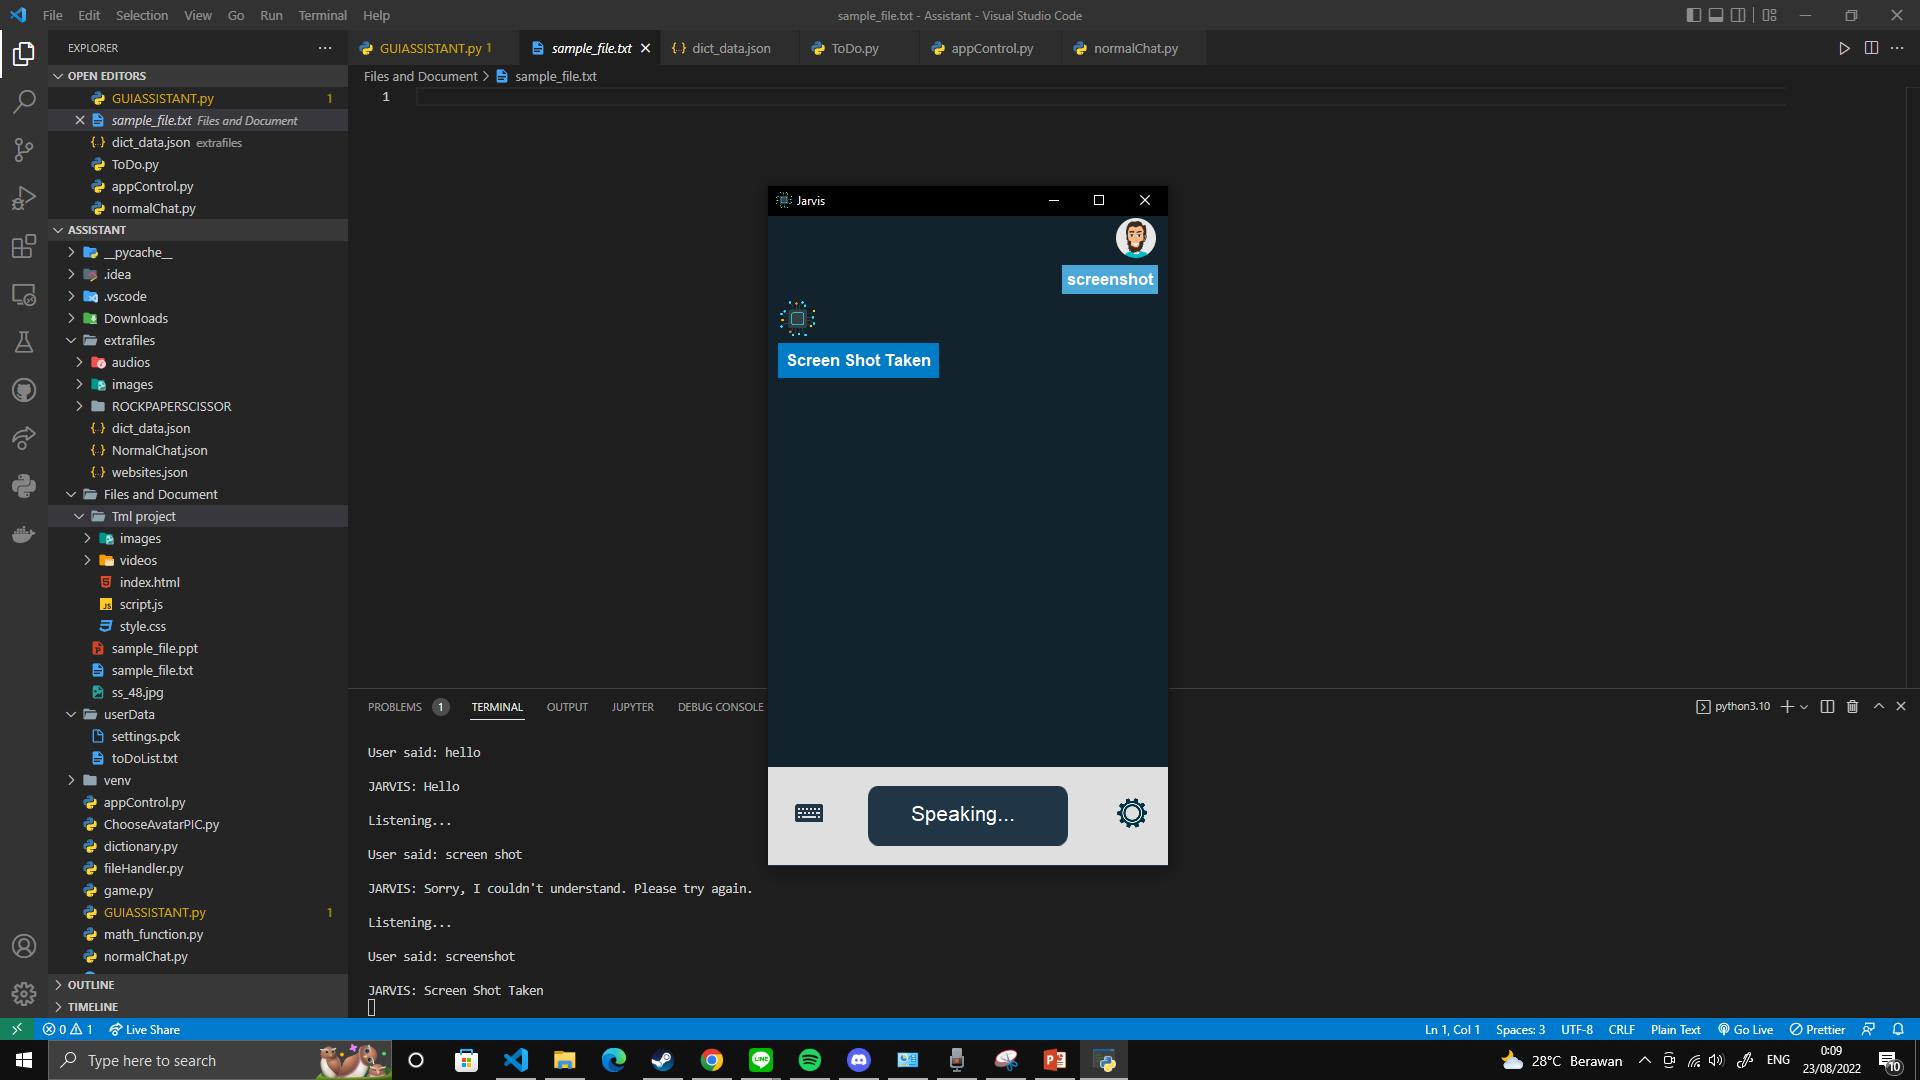 File Edit Selection View Go Run Terminal Help
sample_file.txt - Assistant - Visual Studio Code
EXPLORER
OPEN EDITORS
GUIASSISTANT.py 1
sample_file.txt Files and Document
dict_data.json extrafiles
ToDo.py
appControl.py
normalChat.py
ASSISTANT
__pycache__
.idea
.vscode
Downloads
extrafiles
audios
images
ROCKPAPERSCISSOR
dict_data.json
NormalChat.json
websites.json
Files and Document
Tml project
images
videos
index.html
script.js
style.css
sample_file.ppt
sample_file.txt
ss_48.jpg
userData
settings.pck
toDoList.txt
venv
appControl.py
ChooseAvatarPIC.py
dictionary.py
fileHandler.py
game.py
GUIASSISTANT.py 1
math_function.py
normalChat.py
OUTLINE
TIMELINE
GUIASSISTANT.py 1 sample_file.txt dict_data.json ToDo.py appControl.py normalChat.py
Files and Document > sample_file.txt
1
Jarvis
screenshot
Screen Shot Taken
Speaking...
PROBLEMS 1 TERMINAL OUTPUT JUPYTER DEBUG CONSOLE
python3.10
User said: hello
JARVIS: Hello
Listening...
User said: screen shot
JARVIS: Sorry, I couldn't understand. Please try again.
Listening...
User said: screenshot
JARVIS: Screen Shot Taken
0 1 Live Share
Ln 1, Col 1 Spaces: 3 UTF-8 CRLF Plain Text Go Live Prettier
Type here to search
28°C Berawan
ENG
0:09
23/08/2022
10